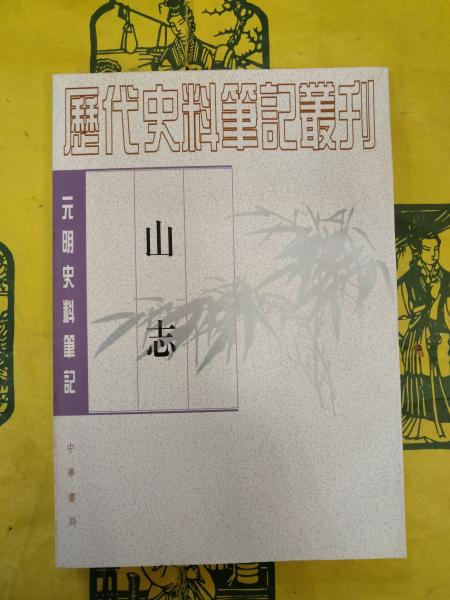 歷代史料筆記叢刊
元明史料筆記
山志
中華書局